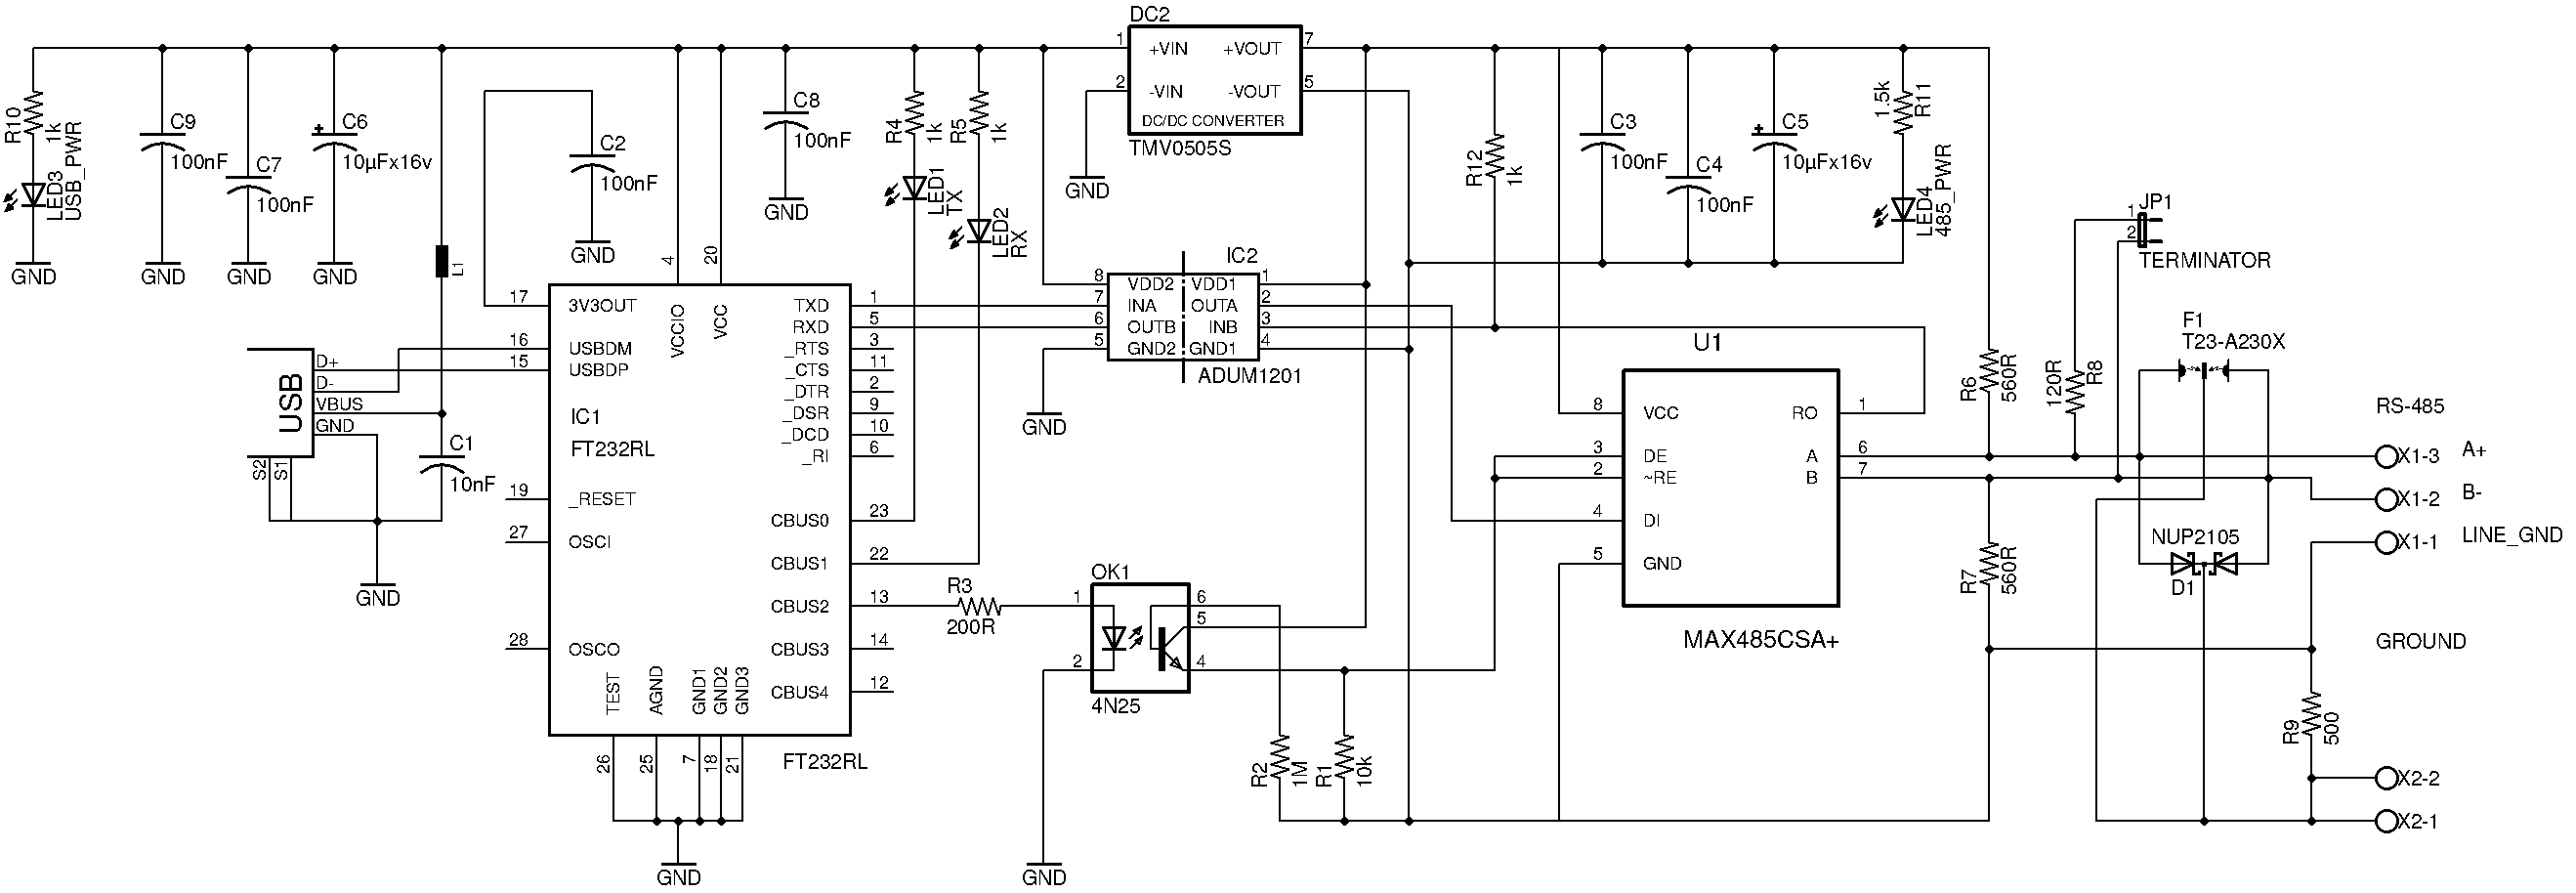 DC2
1 +VIN +VOUT 7
2 -VIN -VOUT 5
DC/DC CONVERTER
TMV0505S
GND
R10
1k
LED3
USB_PWR
GND
C9
100nF
GND
C7
100nF
GND
C6
10µFx16v
GND
L1
C2
100nF
GND
C8
100nF
GND
R4
1k
LED1
TX
R5
1k
LED2
RX
USB
D+
D-
VBUS
GND
S2
S1
C1
10nF
GND
IC1
FT232RL
17 3V3OUT
16 USBDM
15 USBDP
19 _RESET
27 OSCI
28 OSCO
4 VCCIO
20 VCC
TXD 1
RXD 5
_RTS 3
_CTS 11
_DTR 2
_DSR 9
_DCD 10
_RI 6
CBUS0 23
CBUS1 22
CBUS2 13
CBUS3 14
CBUS4 12
TEST 26
AGND 25
GND1 7
GND2 18
GND3 21
FT232RL
GND
IC2
8 VDD2 VDD1 1
7 INA OUTA 2
6 OUTB INB 3
5 GND2 GND1 4
ADUM1201
GND
R3
200R
OK1
1
2
6
5
4
4N25
GND
R2
1M
R1
10k
R12
1k
C3
100nF
C4
100nF
C5
10µFx16v
1.5k
R11
LED4
485_PWR
U1
8 VCC RO 1
3 DE A 6
2 ~RE B 7
4 DI
5 GND
MAX485CSA+
R6
560R
R7
560R
120R
R8
JP1
1
2
TERMINATOR
F1
T23-A230X
NUP2105
D1
RS-485
X1-3 A+
X1-2 B-
X1-1 LINE_GND
GROUND
R9
500
X2-2
X2-1